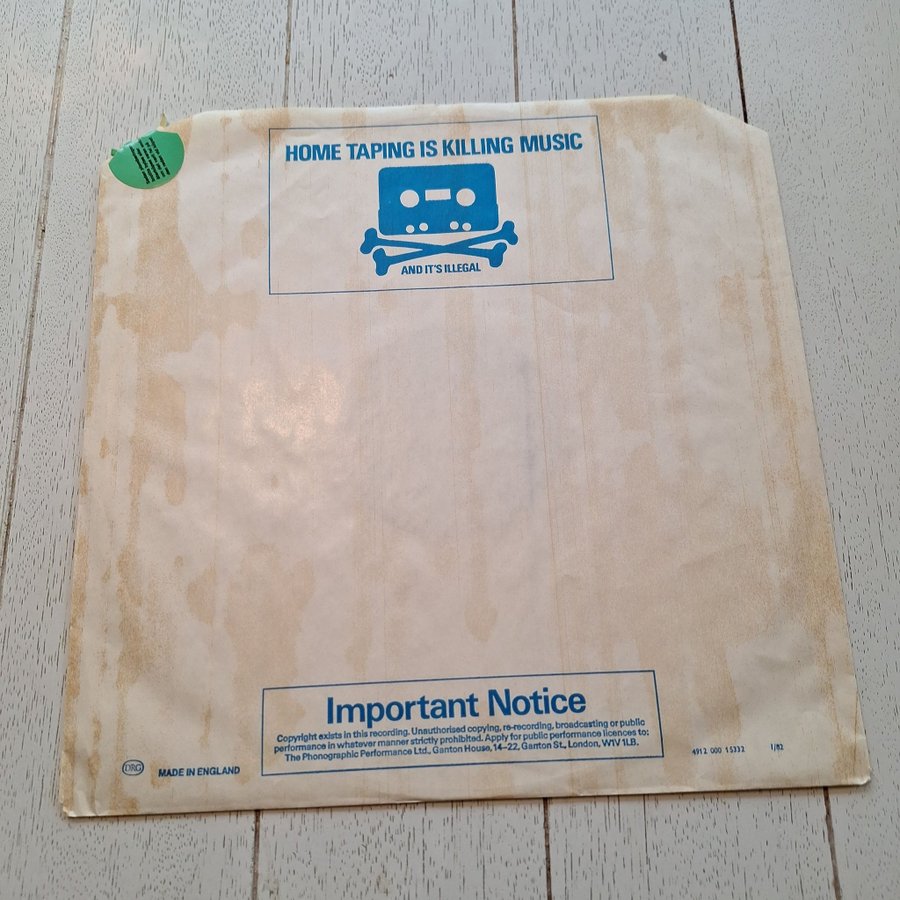 HOME TAPING IS KILLING MUSIC
AND IT'S ILLEGAL
Important Notice
Copyright exists in this recording. Unauthorised copying, re-recording, broadcasting or public
performance in whatever manner strictly prohibited. Apply for public performance licences to:
The Phonographic Performance Ltd., Ganton House, 14-22, Ganton St., London, W1V 1LB.
DRG
MADE IN ENGLAND
4912 000 15332
1/82